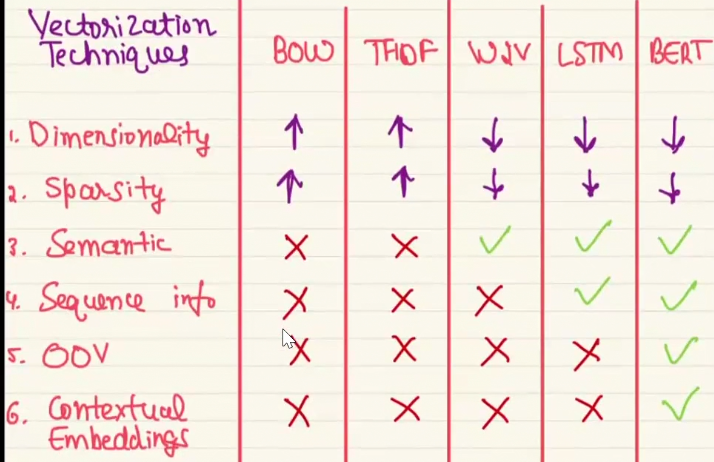 Vectorization
Techniques
BOW TFIDF W2V LSTM BERT
1. Dimensionality ↑ ↑ ↓ ↓ ↓
2. Sparsity ↑ ↑ ↓ ↓ ↓
3. Semantic ✗ ✗ ✓ ✓ ✓
4. Sequence info ✗ ✗ ✗ ✓ ✓
5. OOV ✗ ✗ ✗ ✗ ✓
6. Contextual ✗ ✗ ✗ ✗ ✓
Embeddings